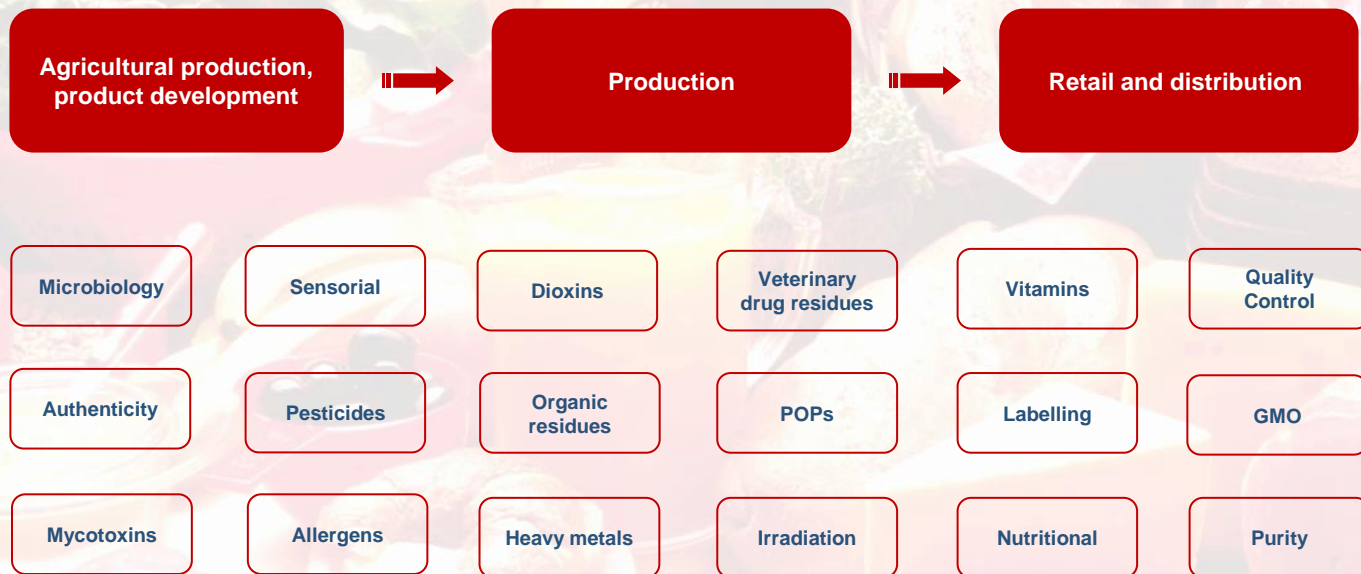 Agricultural production,
product development
Production
Retail and distribution
Microbiology
Sensorial
Dioxins
Veterinary
drug residues
Vitamins
Quality
Control
Authenticity
Pesticides
Organic
residues
POPs
Labelling
GMO
Mycotoxins
Allergens
Heavy metals
Irradiation
Nutritional
Purity